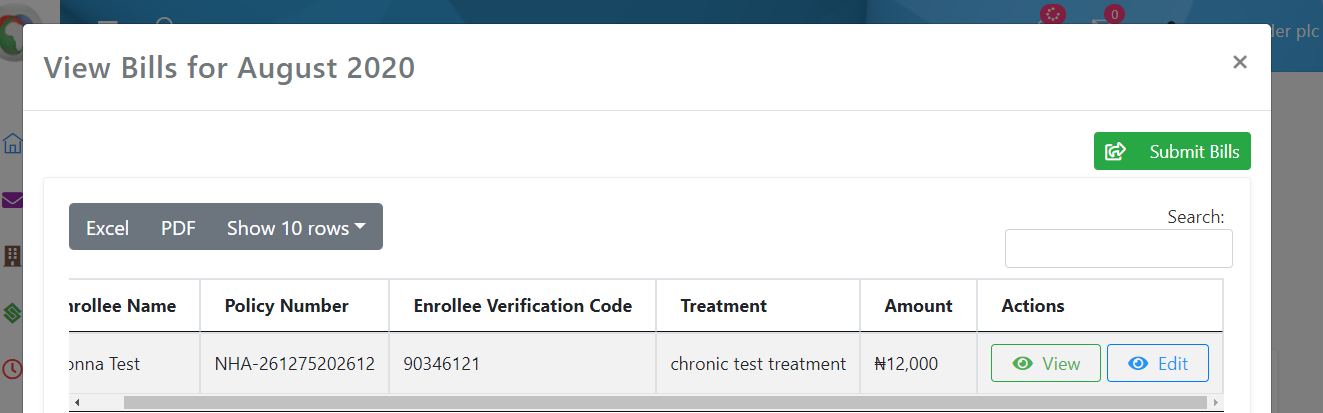 0
ler plc
View Bills for August 2020
×
Submit Bills
Excel PDF Show 10 rows
Search:
nrollee Name Policy Number Enrollee Verification Code Treatment Amount Actions
onna Test NHA-261275202612 90346121 chronic test treatment ₦12,000 View Edit